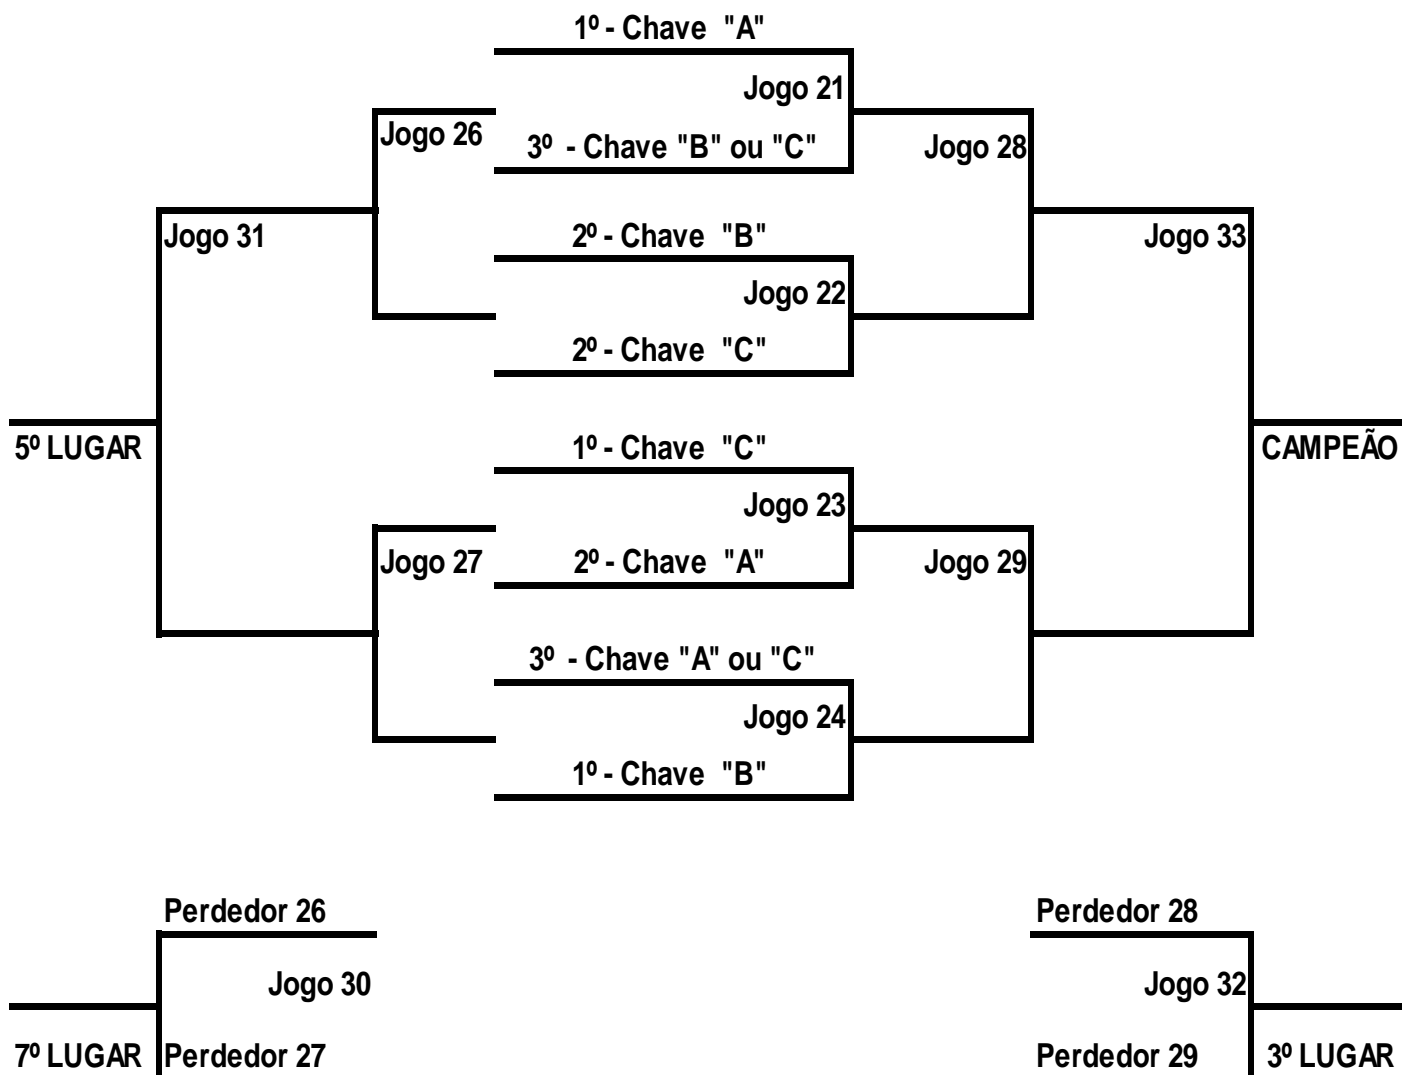 1º - Chave "A"
Jogo 21
Jogo 26
3º - Chave "B" ou "C"
Jogo 28
2º - Chave "B"
Jogo 31
Jogo 33
Jogo 22
2º - Chave "C"
1º - Chave "C"
5º LUGAR
CAMPEÃO
Jogo 23
Jogo 27
2º - Chave "A"
Jogo 29
3º - Chave "A" ou "C"
Jogo 24
1º - Chave "B"
Perdedor 26
Perdedor 28
Jogo 30
Jogo 32
7º LUGAR
Perdedor 27
Perdedor 29
3º LUGAR